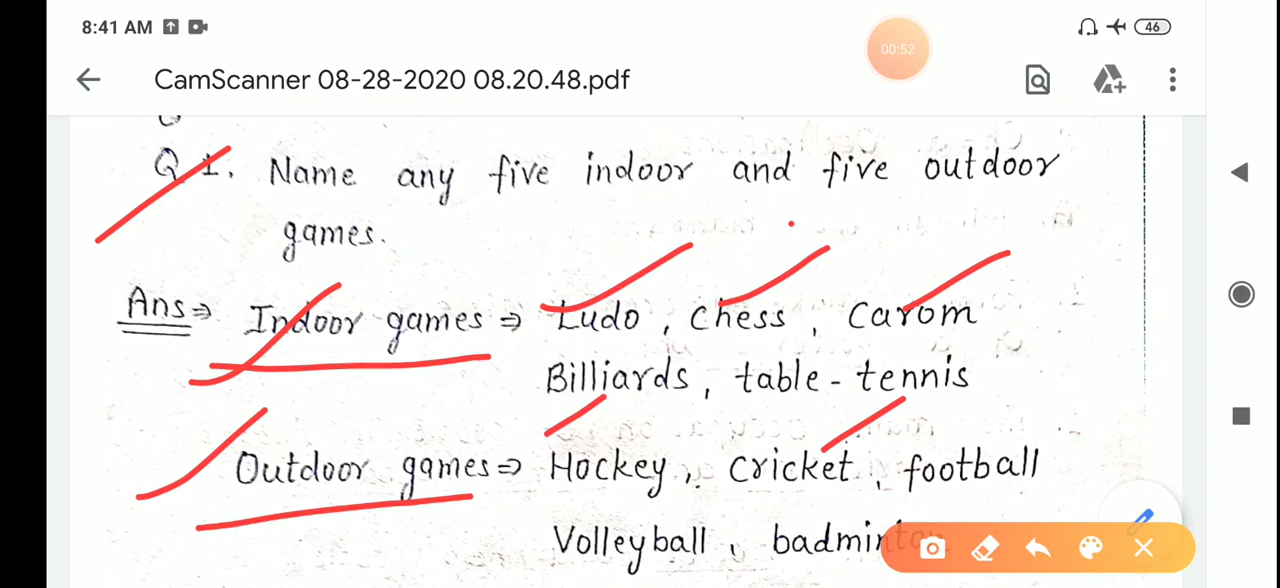 8:41 AM 46
00:52
CamScanner 08-28-2020 08.20.48.pdf
Q 1. Name any five indoor and five outdoor
games.
Ans⇒ Indoor games ⇒ Ludo, Chess, Carom
Billiards, table-tennis
Outdoor games ⇒ Hockey, Cricket, football
Volleyball,